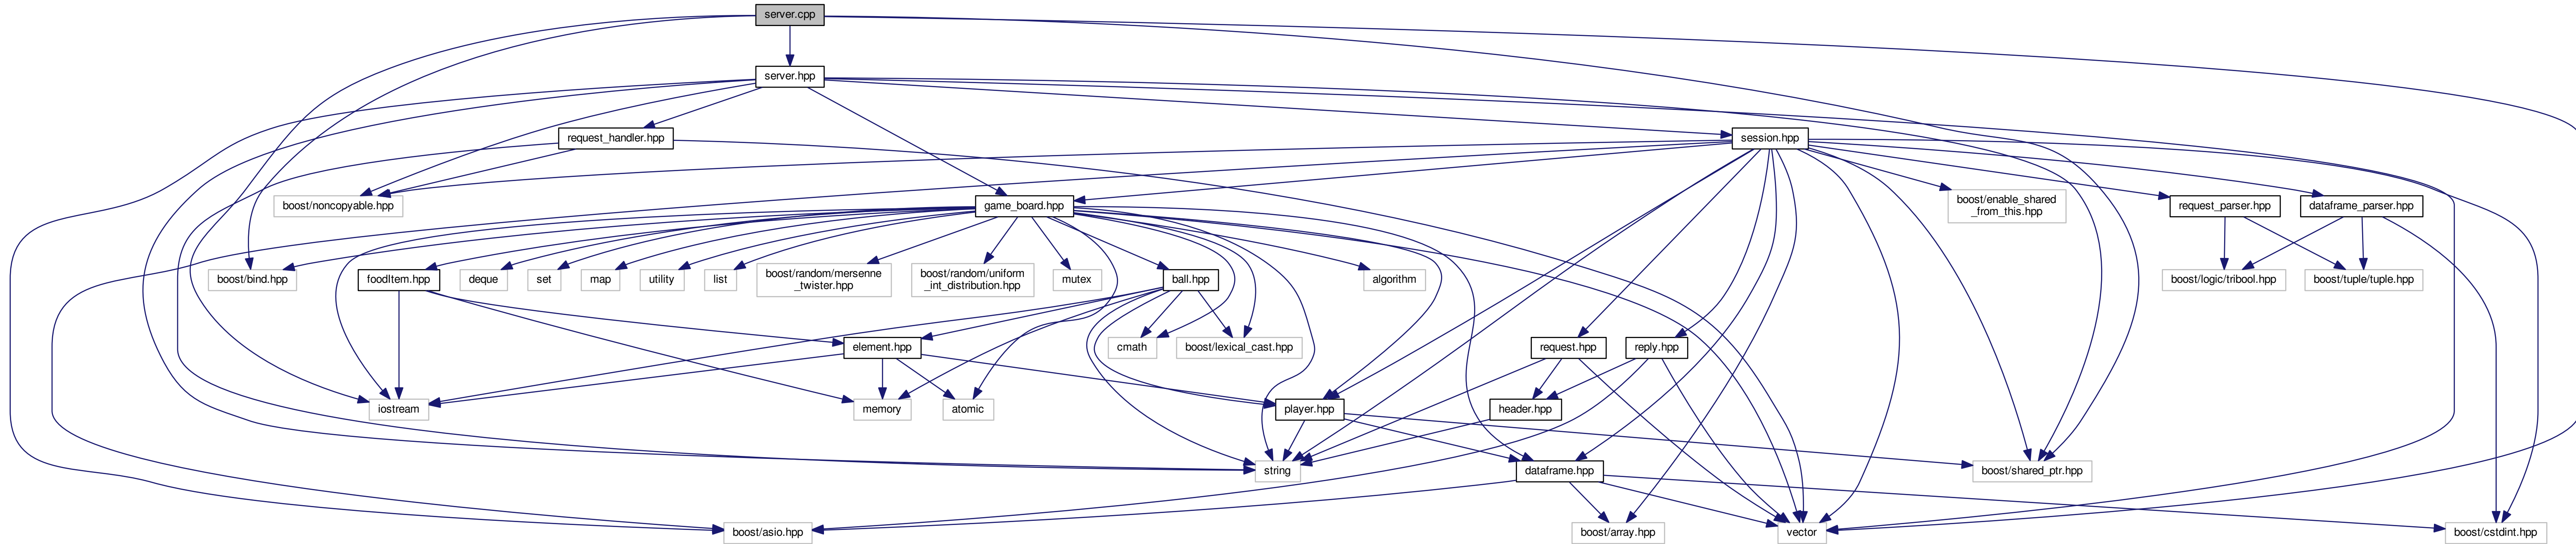 server.cpp
server.hpp
request_handler.hpp
session.hpp
boost/noncopyable.hpp
game_board.hpp
boost/enable_shared
_from_this.hpp
request_parser.hpp
dataframe_parser.hpp
boost/bind.hpp
foodItem.hpp
deque
set
map
utility
list
boost/random/mersenne
_twister.hpp
boost/random/uniform
_int_distribution.hpp
mutex
ball.hpp
algorithm
boost/logic/tribool.hpp
boost/tuple/tuple.hpp
element.hpp
cmath
boost/lexical_cast.hpp
request.hpp
reply.hpp
iostream
memory
atomic
player.hpp
header.hpp
string
dataframe.hpp
boost/shared_ptr.hpp
boost/asio.hpp
boost/array.hpp
vector
boost/cstdint.hpp